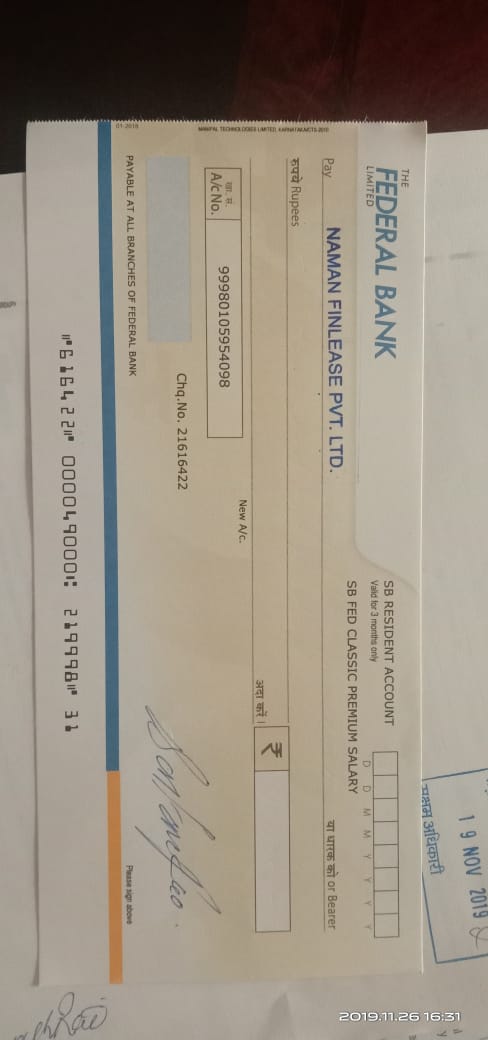 THE
FEDERAL BANK
LIMITED
SB RESIDENT ACCOUNT
Valid for 3 months only
D D M M Y Y Y Y
SB FED CLASSIC PREMIUM SALARY
Pay NAMAN FINLEASE PVT. LTD. या धारक को or Bearer
रुपये Rupees
अदा करें ₹
New A/c.
खा. सं.
A/c No. 99980105954098
Chq.No. 21616422
PAYABLE AT ALL BRANCHES OF FEDERAL BANK
Please sign above
01-2019
MANIPAL TECHNOLOGIES LIMITED, KARNATAKA/CTS-2010
⑈616422⑈ 000049000⑆ 219998⑈ 31
19 NOV 2019
सक्षम अधिकारी
2019.11.26 16:31